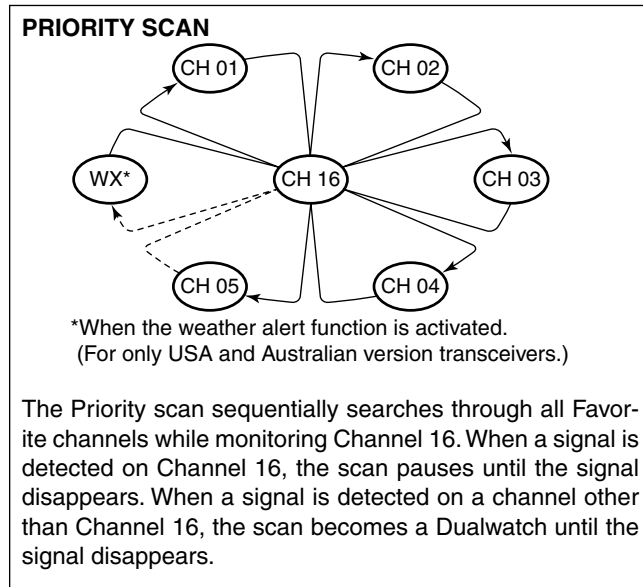 PRIORITY SCAN
CH 01
CH 02
WX*
CH 16
CH 03
CH 05
CH 04
*When the weather alert function is activated.
(For only USA and Australian version transceivers.)
The Priority scan sequentially searches through all Favor-
ite channels while monitoring Channel 16. When a signal is
detected on Channel 16, the scan pauses until the signal
disappears. When a signal is detected on a channel other
than Channel 16, the scan becomes a Dualwatch until the
signal disappears.